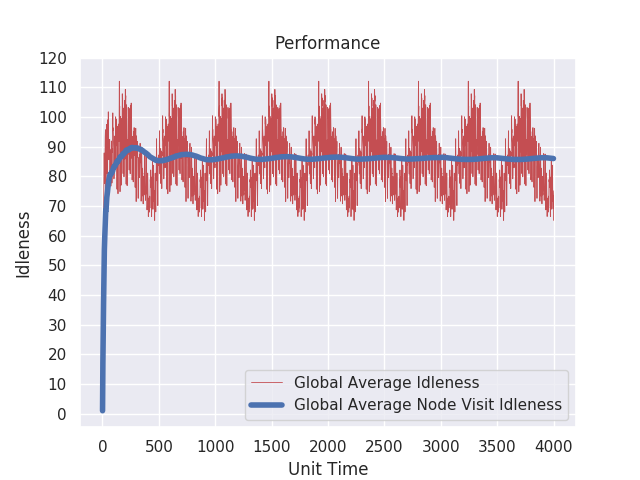 Performance
120
110
100
90
80
70
60
50
40
30
20
10
0
Idleness
Global Average Idleness
Global Average Node Visit Idleness
0 500 1000 1500 2000 2500 3000 3500 4000
Unit Time